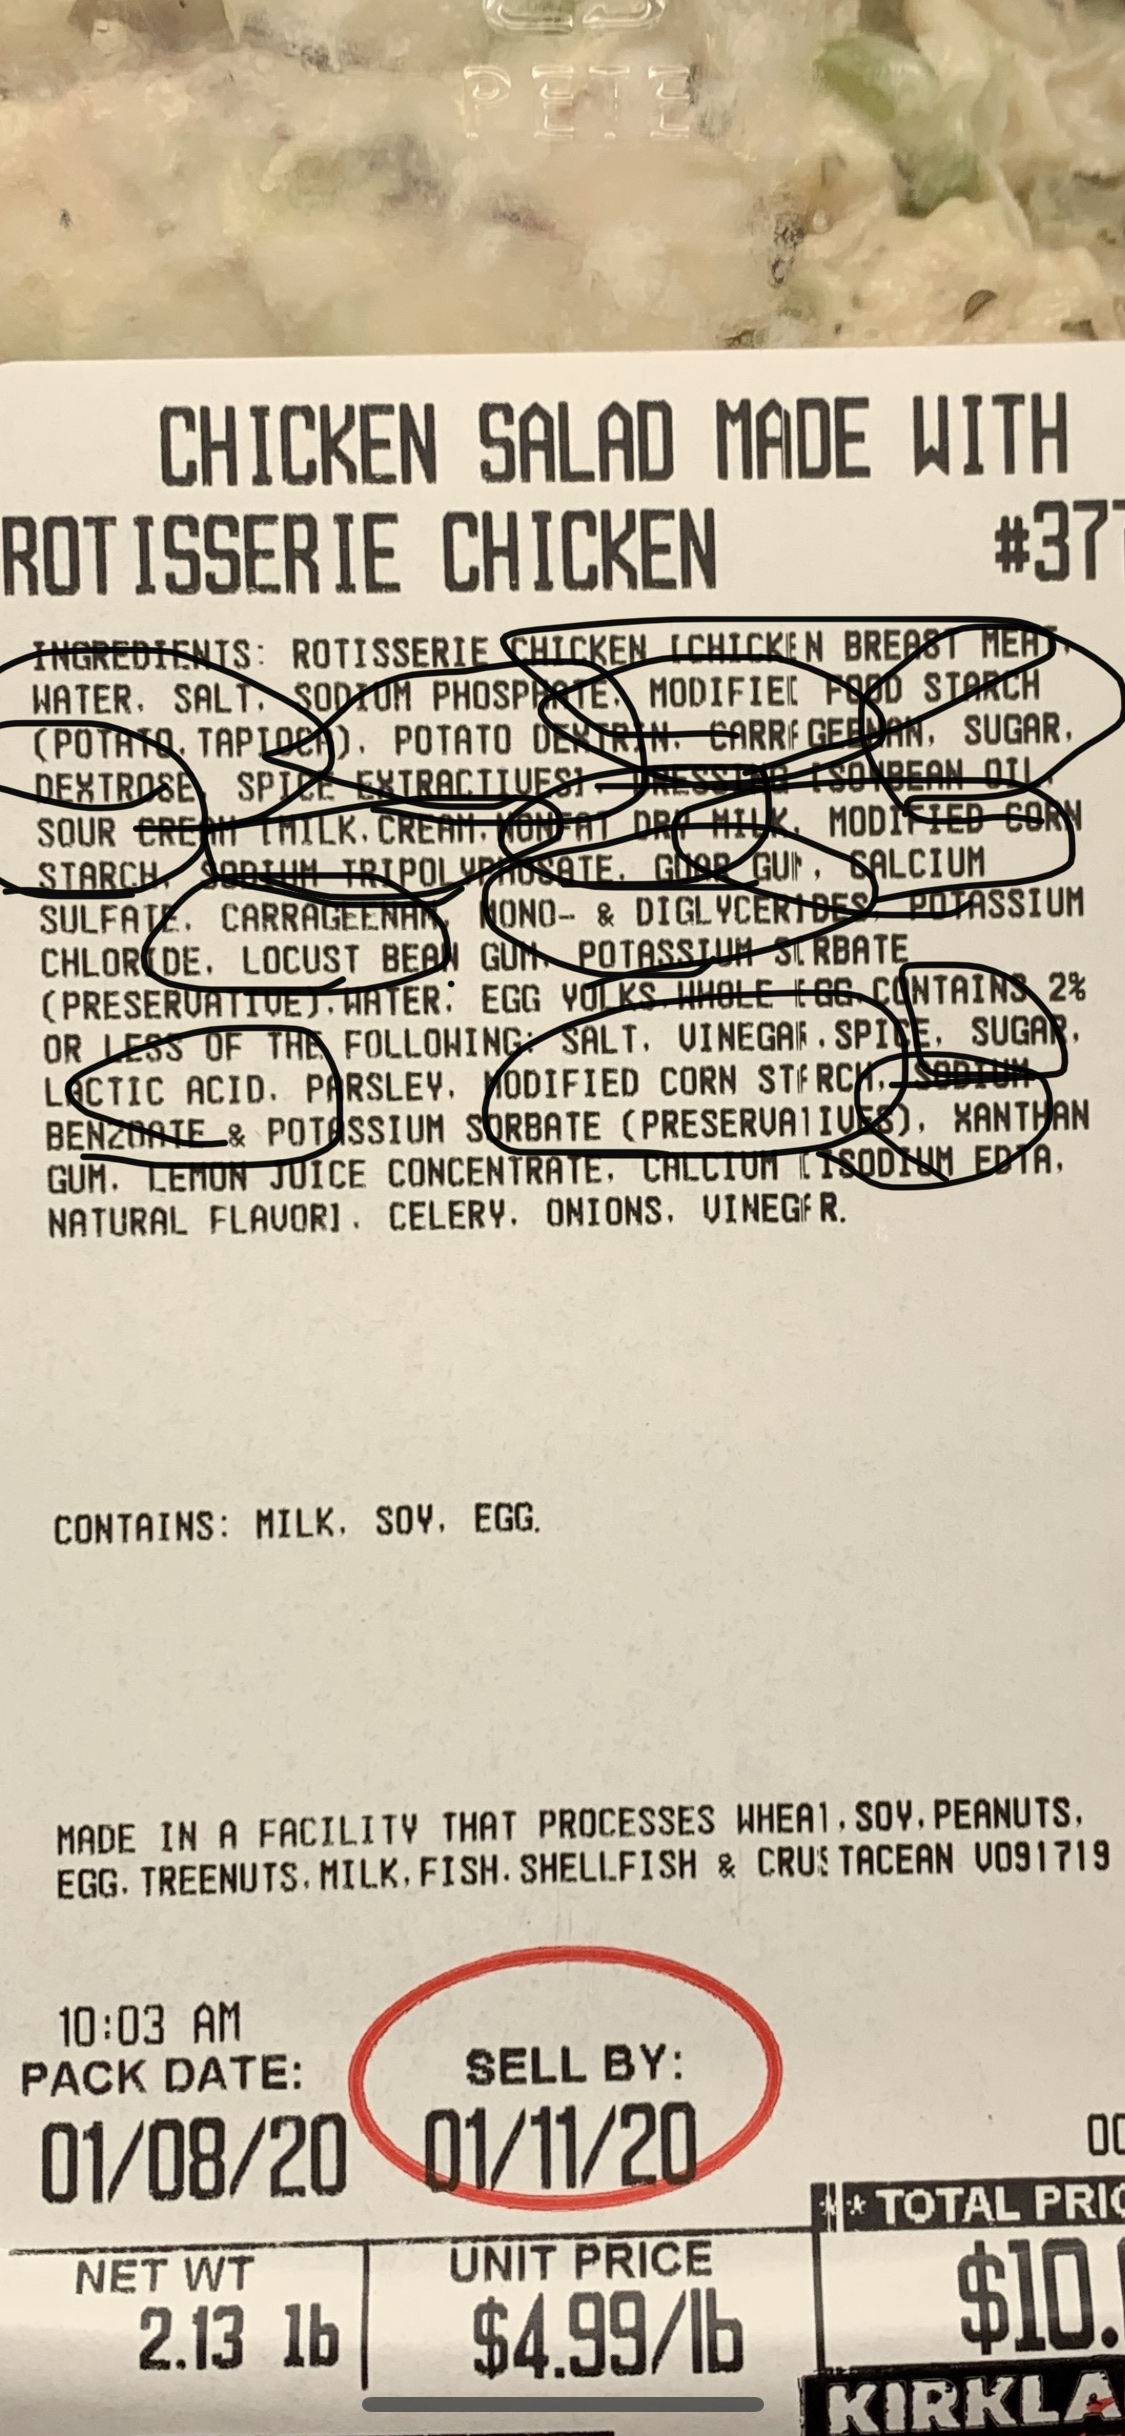 PETE
CHICKEN SALAD MADE WITH
ROTISSERIE CHICKEN #37
INGREDIENTS: ROTISSERIE CHICKEN [CHICKEN BREAST MEAT,
WATER, SALT, SODIUM PHOSPHATE, MODIFIED FOOD STARCH
(POTATO, TAPIOCA), POTATO DEXTRIN, CARRAGEENAN, SUGAR,
DEXTROSE, SPICE EXTRACTIVES], DRESSING [SOYBEAN OIL,
SOUR CREAM [MILK, CREAM, NONFAT DRY MILK, MODIFIED CORN
STARCH, SODIUM TRIPOLYPHOSATE, GUAR GUM, CALCIUM
SULFATE, CARRAGEENAN, MONO- & DIGLYCERIDES, POTASSIUM
CHLORIDE, LOCUST BEAN GUM, POTASSIUM SORBATE
(PRESERVATIVE), WATER, EGG YOLKS, WHOLE EGG, CONTAINS 2%
OR LESS OF THE FOLLOWING: SALT, VINEGAR, SPICE, SUGAR,
LACTIC ACID, PARSLEY, MODIFIED CORN STARCH, SODIUM
BENZOATE & POTASSIUM SORBATE (PRESERVATIVES), XANTHAN
GUM, LEMON JUICE CONCENTRATE, CALCIUM DISODIUM EDTA,
NATURAL FLAVOR], CELERY, ONIONS, VINEGAR.
CONTAINS: MILK, SOY, EGG.
MADE IN A FACILITY THAT PROCESSES WHEAT, SOY, PEANUTS,
EGG, TREENUTS, MILK, FISH, SHELLFISH & CRUSTACEAN V091719
10:03 AM
PACK DATE: SELL BY:
01/08/20 01/11/20
NET WT UNIT PRICE ** TOTAL PRIC
2.13 lb $4.99/lb $10.
KIRKLA